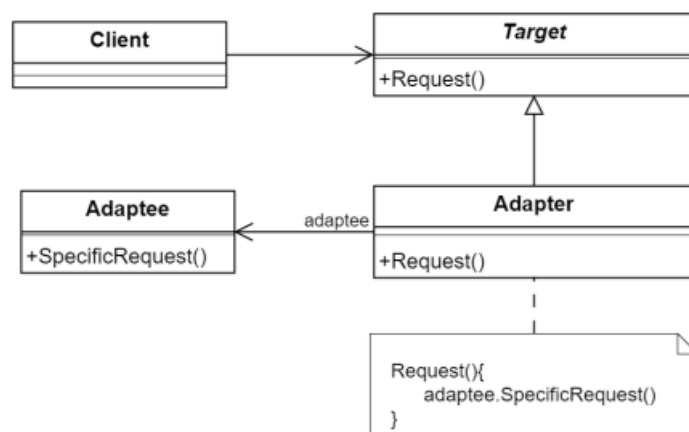 Client
Target
+Request()
Adaptee
+SpecificRequest()
adaptee
Adapter
+Request()
Request(){
adaptee.SpecificRequest()
}